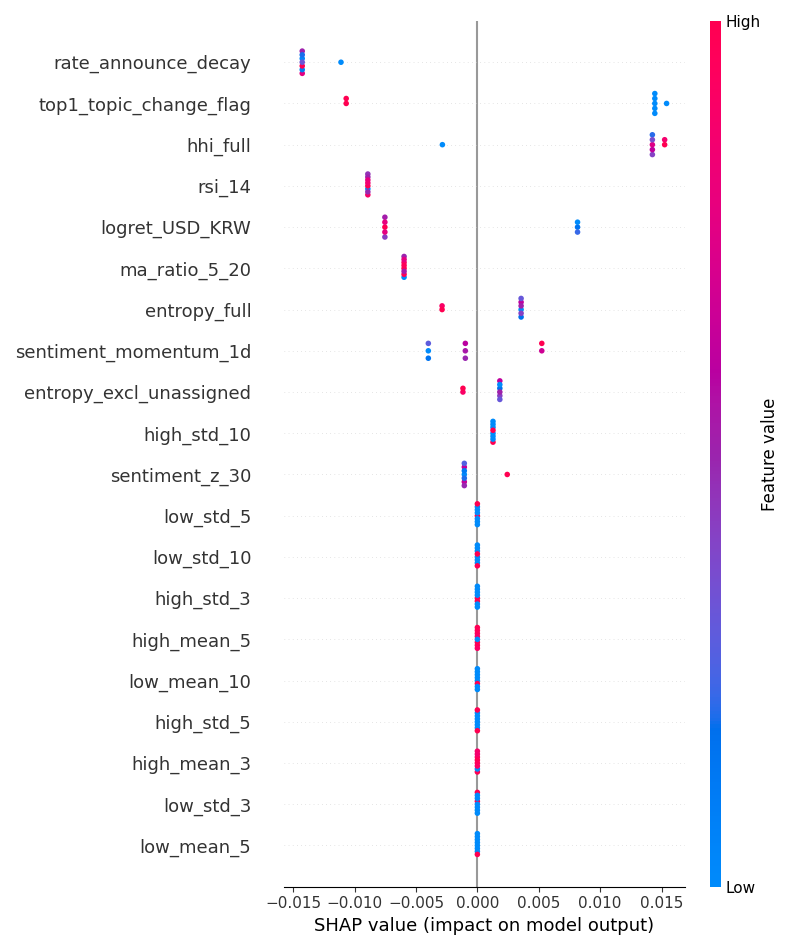 High
rate_announce_decay
top1_topic_change_flag
hhi_full
rsi_14
logret_USD_KRW
ma_ratio_5_20
entropy_full
sentiment_momentum_1d
entropy_excl_unassigned
high_std_10
sentiment_z_30
low_std_5
low_std_10
high_std_3
high_mean_5
low_mean_10
high_std_5
high_mean_3
low_std_3
low_mean_5
Feature value
Low
−0.015 −0.010 −0.005 0.000 0.005 0.010 0.015
SHAP value (impact on model output)